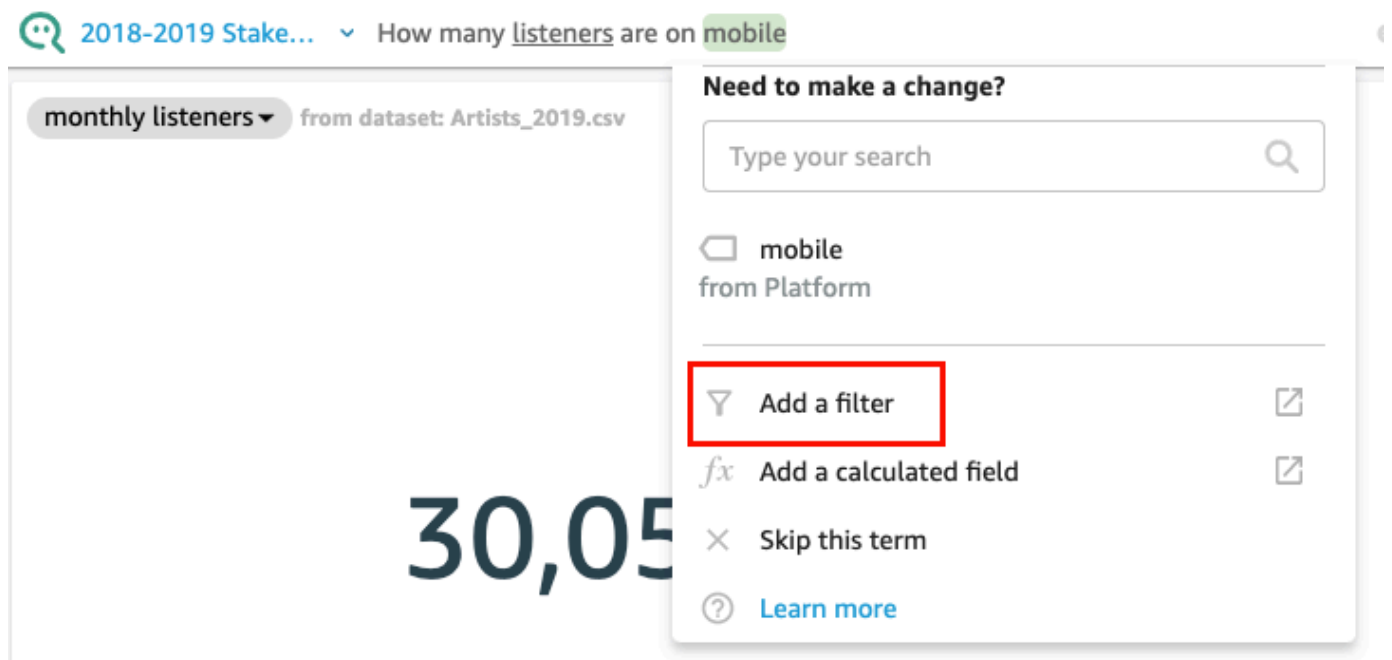 2018-2019 Stake... How many listeners are on mobile
Need to make a change?
monthly listeners from dataset: Artists_2019.csv
Type your search
mobile
from Platform
Add a filter
fx Add a calculated field
30,05
Skip this term
Learn more